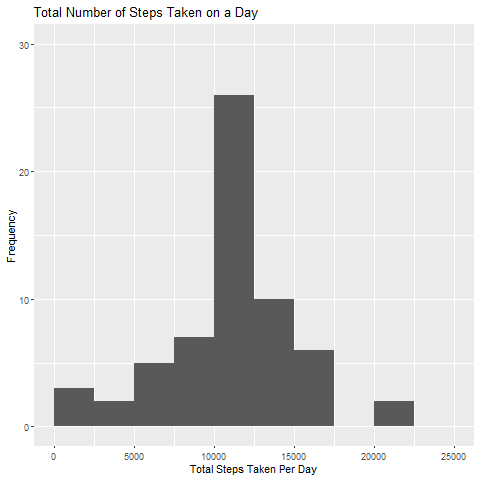 Total Number of Steps Taken on a Day
30
20
10
0
Frequency
0 5000 10000 15000 20000 25000
Total Steps Taken Per Day